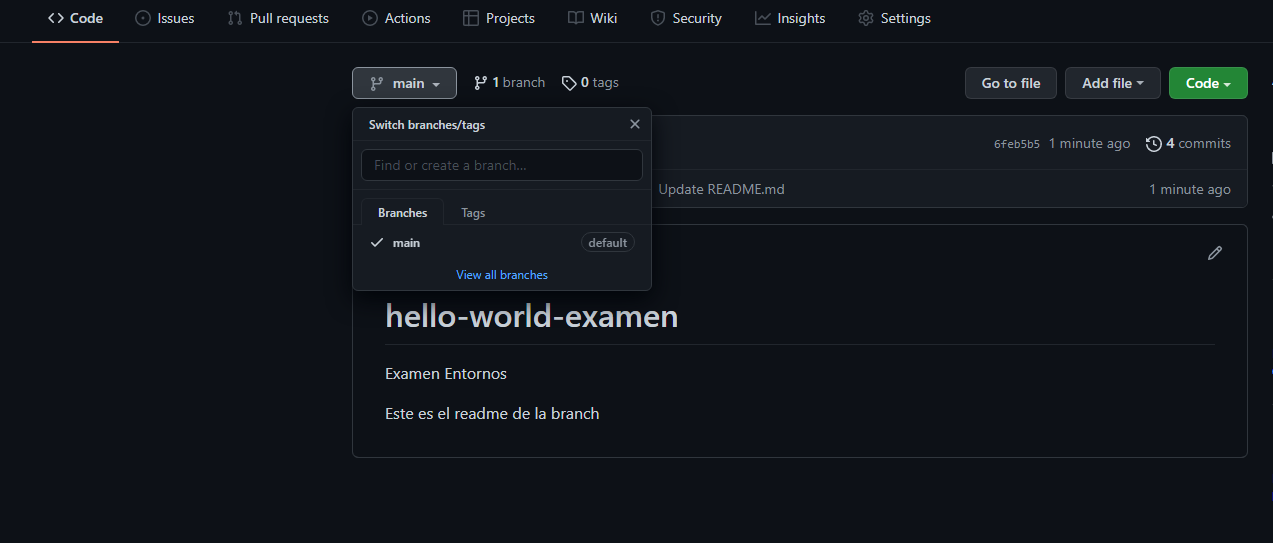 Code Issues Pull requests Actions Projects Wiki Security Insights Settings
main 1 branch 0 tags Go to file Add file Code
Switch branches/tags
6feb5b5 1 minute ago 4 commits
Find or create a branch...
Update README.md 1 minute ago
Branches Tags
main default
View all branches
hello-world-examen
Examen Entornos
Este es el readme de la branch